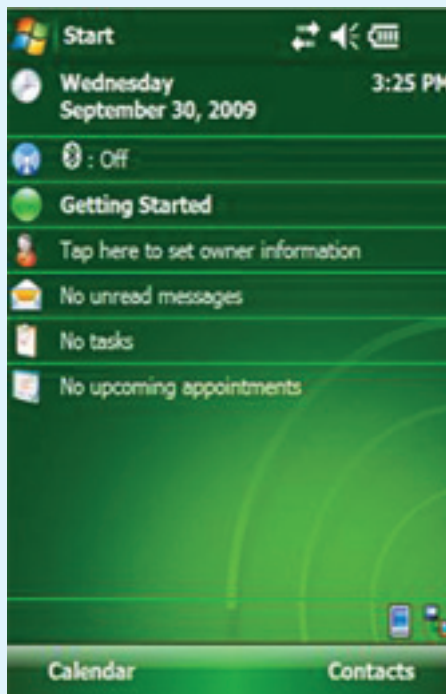 Start
Wednesday 3:25 PM
September 30, 2009
: Off
Getting Started
Tap here to set owner information
No unread messages
No tasks
No upcoming appointments
Calendar Contacts